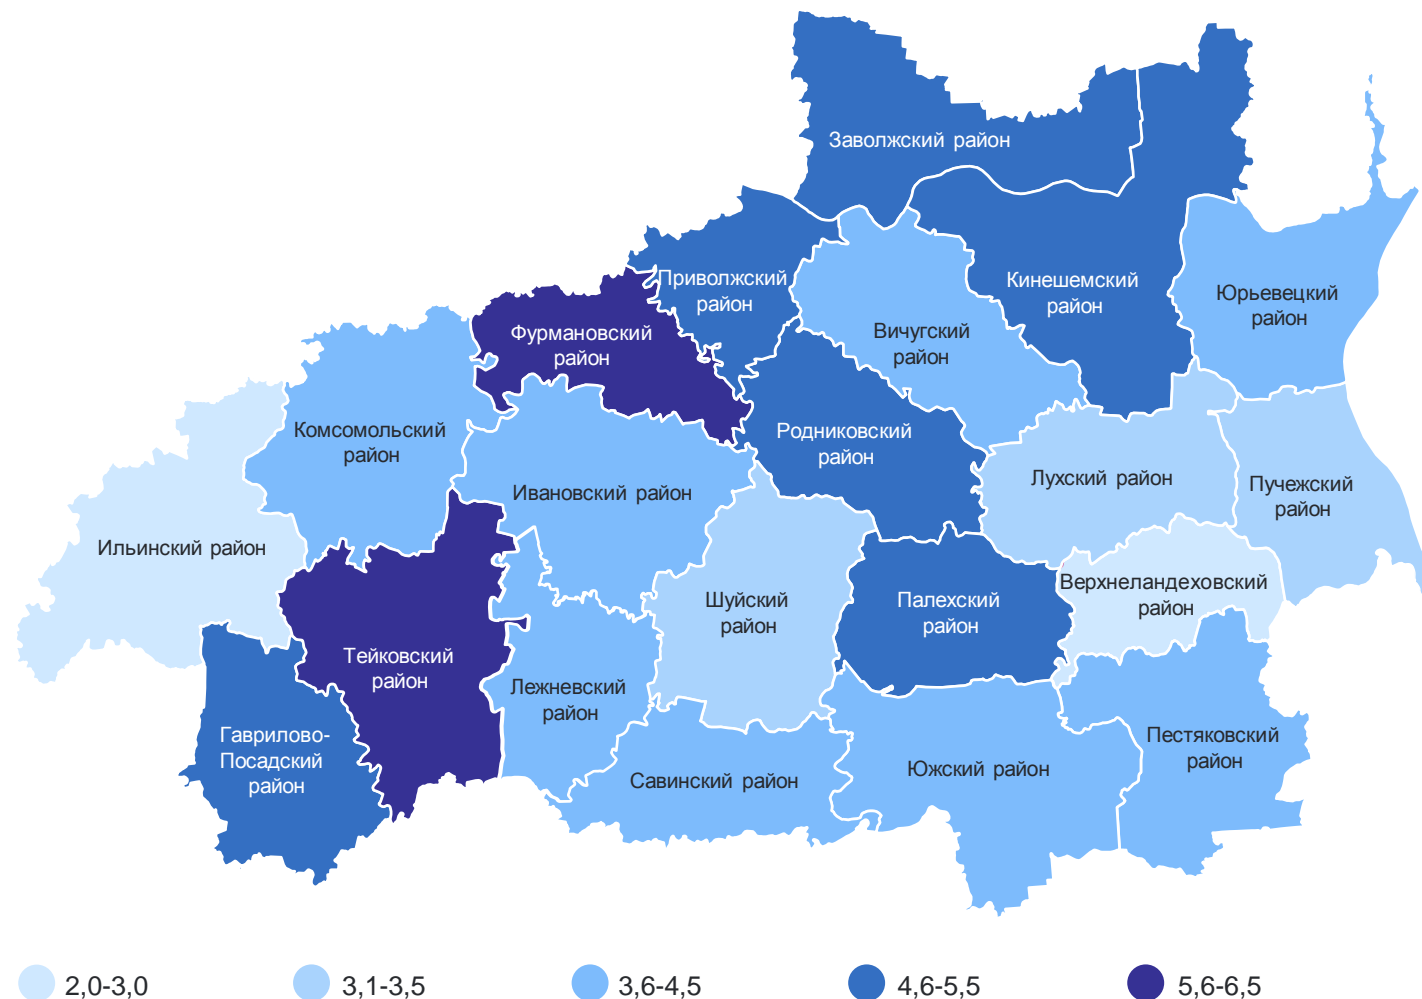 Заволжский район
Приволжский
район
Кинешемский
район
Юрьевецкий
район
Фурмановский
район
Вичугский
район
Комсомольский
район
Родниковский
район
Ивановский район
Лухский район
Пучежский
район
Ильинский район
Верхнеландеховский
район
Шуйский
район
Палехский
район
Тейковский
район
Лежневский
район
Гаврилово-
Посадский
район
Пестяковский
район
Савинский район
Южский район
2,0-3,0
3,1-3,5
3,6-4,5
4,6-5,5
5,6-6,5